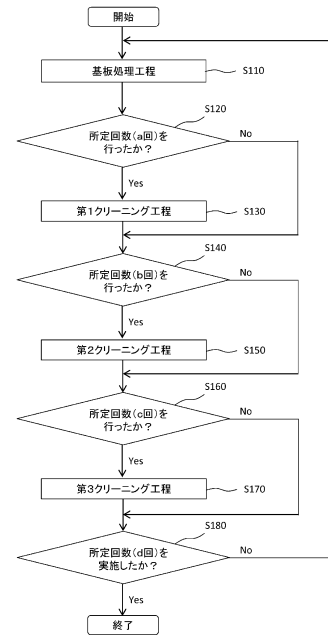 開始
基板処理工程
S110
S120
所定回数(a回)を
行ったか？
No
Yes
第1クリーニング工程
S130
S140
所定回数(b回)を
行ったか？
No
Yes
第2クリーニング工程
S150
S160
所定回数(c回)を
行ったか？
No
Yes
第3クリーニング工程
S170
S180
所定回数(d回)を
実施したか？
No
Yes
終了